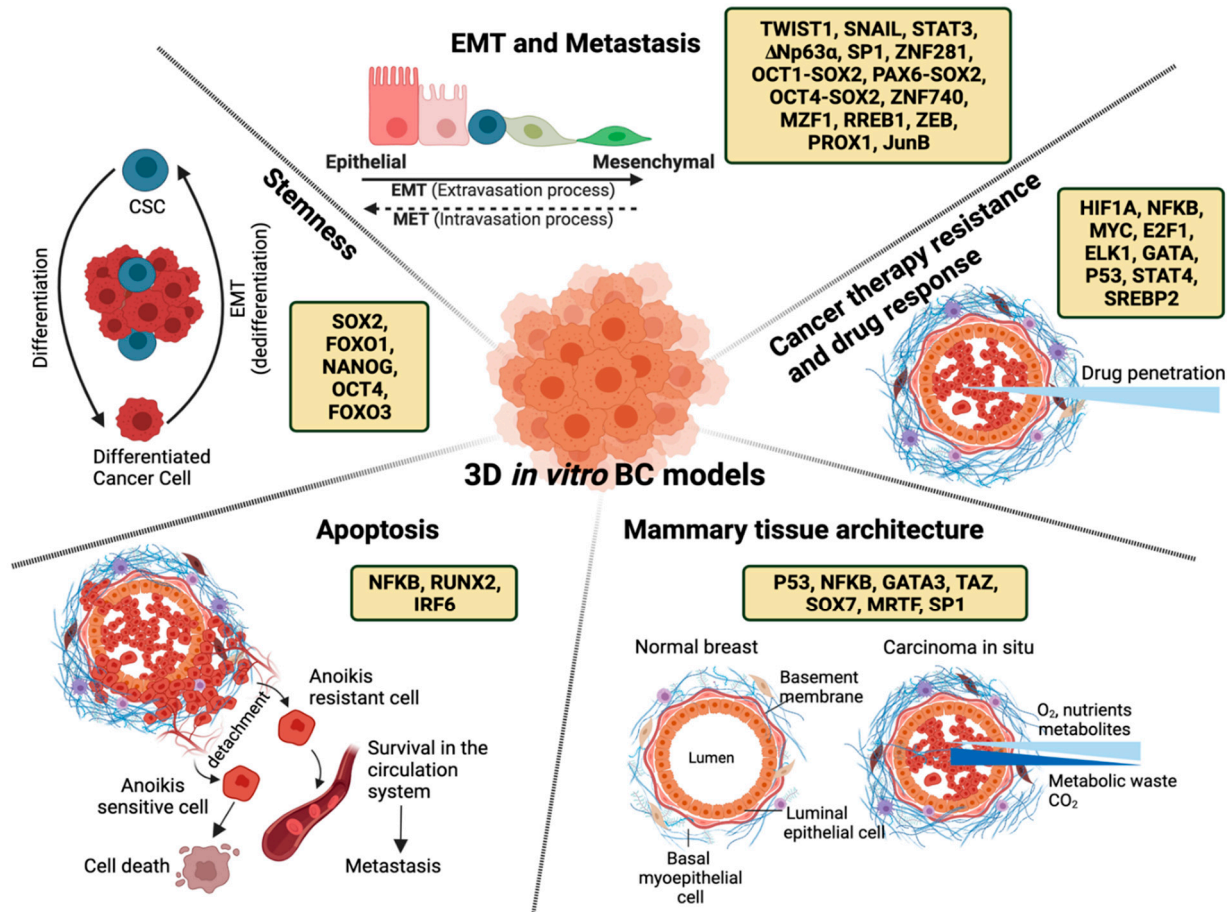 EMT and Metastasis
TWIST1, SNAIL, STAT3,
ΔNp63α, SP1, ZNF281,
OCT1-SOX2, PAX6-SOX2,
OCT4-SOX2, ZNF740,
MZF1, RREB1, ZEB,
PROX1, JunB
Epithelial
Mesenchymal
EMT (Extravasation process)
MET (Intravasation process)
Stemness
CSC
Differentiation
EMT
(dedifferentiation)
Differentiated
Cancer Cell
SOX2,
FOXO1,
NANOG,
OCT4,
FOXO3
Cancer therapy resistance
and drug response
HIF1A, NFKB,
MYC, E2F1,
ELK1, GATA,
P53, STAT4,
SREBP2
Drug penetration
3D in vitro BC models
Apoptosis
NFKB, RUNX2,
IRF6
detachment
Anoikis
resistant cell
Anoikis
sensitive cell
Cell death
Survival in the
circulation
system
Metastasis
Mammary tissue architecture
P53, NFKB, GATA3, TAZ,
SOX7, MRTF, SP1
Normal breast
Basement
membrane
Lumen
Luminal
epithelial cell
Basal
myoepithelial
cell
Carcinoma in situ
O₂, nutrients
metabolites
Metabolic waste
CO₂